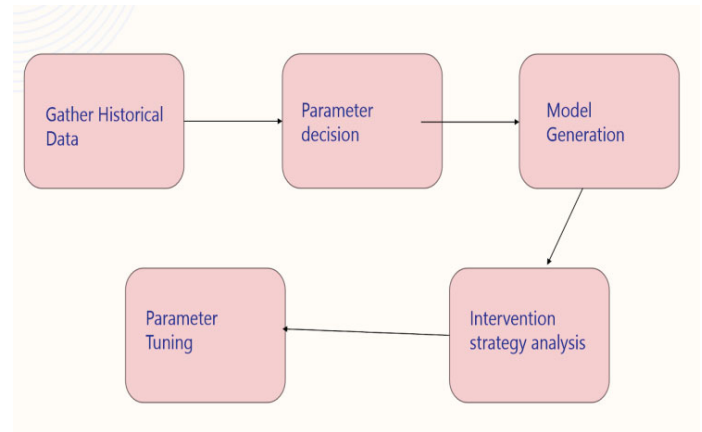 Gather Historical
Data
Parameter
decision
Model
Generation
Parameter
Tuning
Intervention
strategy analysis